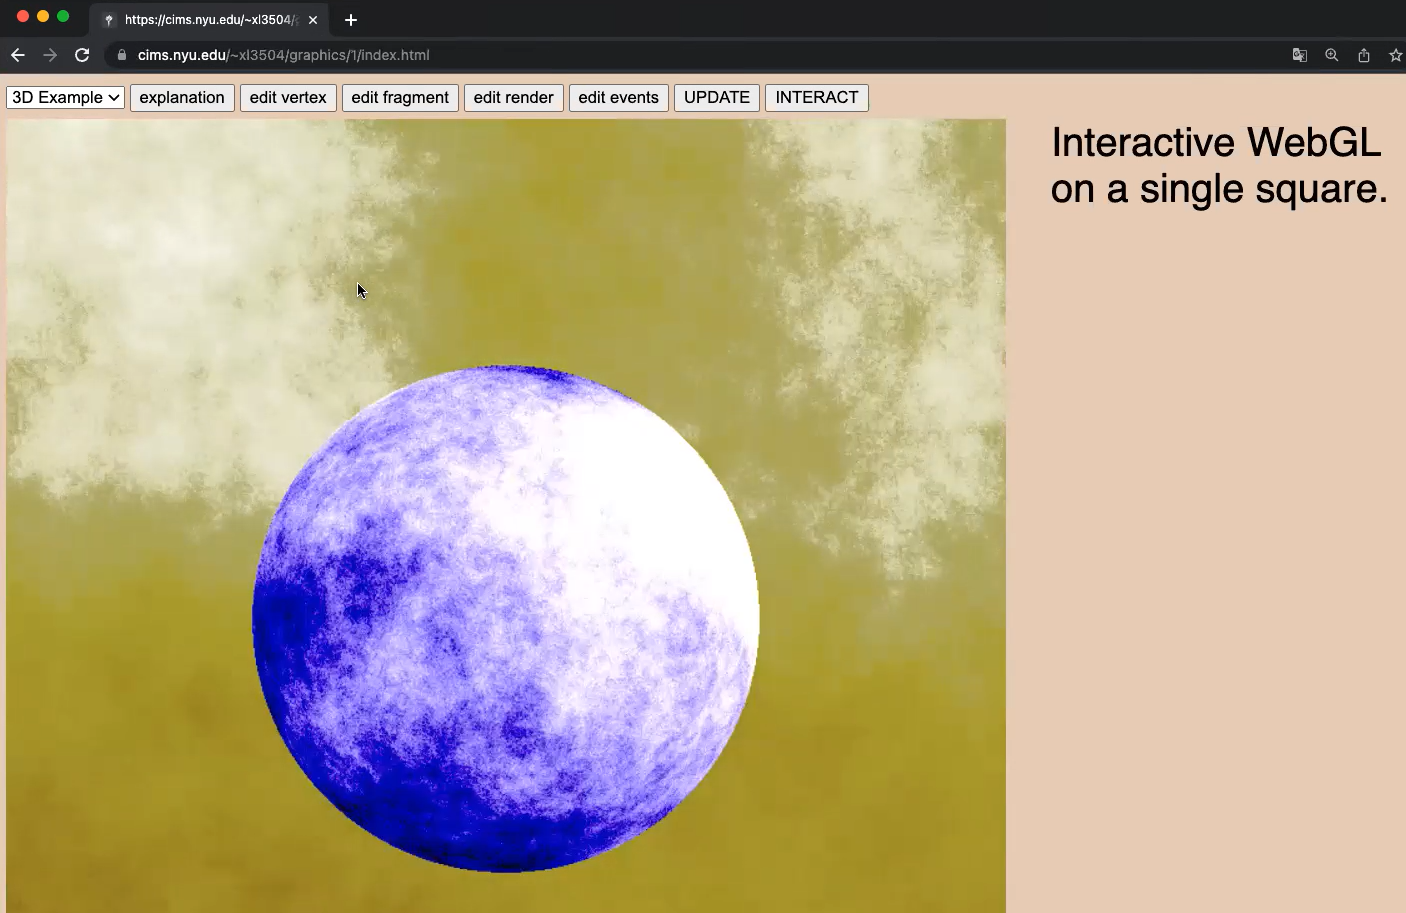 https://cims.nyu.edu/~xl3504/
cims.nyu.edu/~xl3504/graphics/1/index.html
3D Example explanation edit vertex edit fragment edit render edit events UPDATE INTERACT
Interactive WebGL
on a single square.